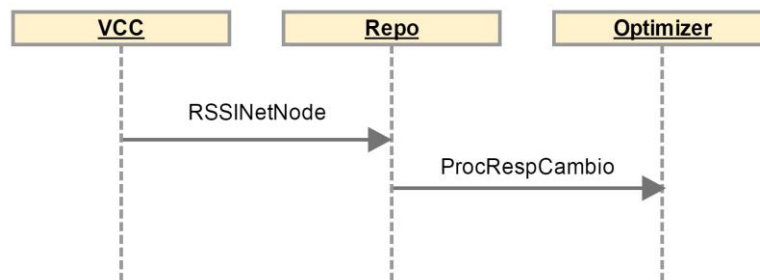 VCC
Repo
Optimizer
RSSINetNode
ProcRespCambio